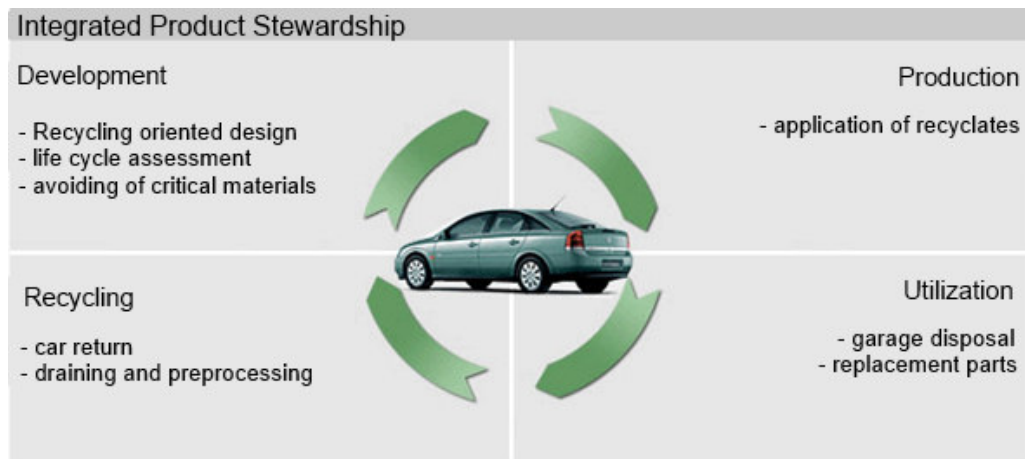 Integrated Product Stewardship
Development
- Recycling oriented design
- life cycle assessment
- avoiding of critical materials
Production
- application of recyclates
Recycling
- car return
- draining and preprocessing
Utilization
- garage disposal
- replacement parts